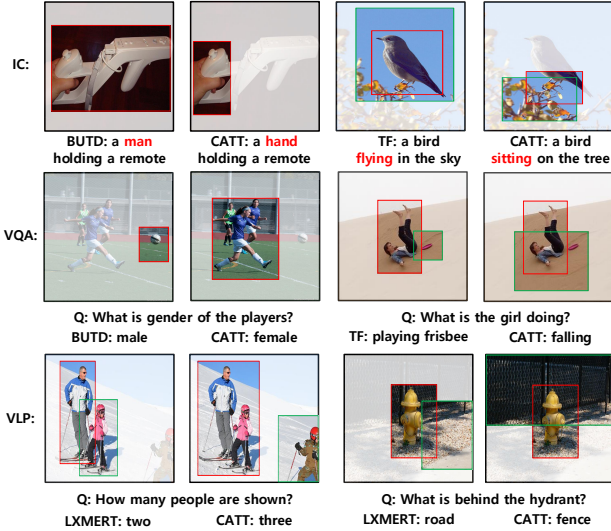 IC:
BUTD: a man
holding a remote
CATT: a hand
holding a remote
TF: a bird
flying in the sky
CATT: a bird
sitting on the tree
VQA:
Q: What is gender of the players?
BUTD: male
CATT: female
Q: What is the girl doing?
TF: playing frisbee
CATT: falling
VLP:
Q: How many people are shown?
LXMERT: two
CATT: three
Q: What is behind the hydrant?
LXMERT: road
CATT: fence